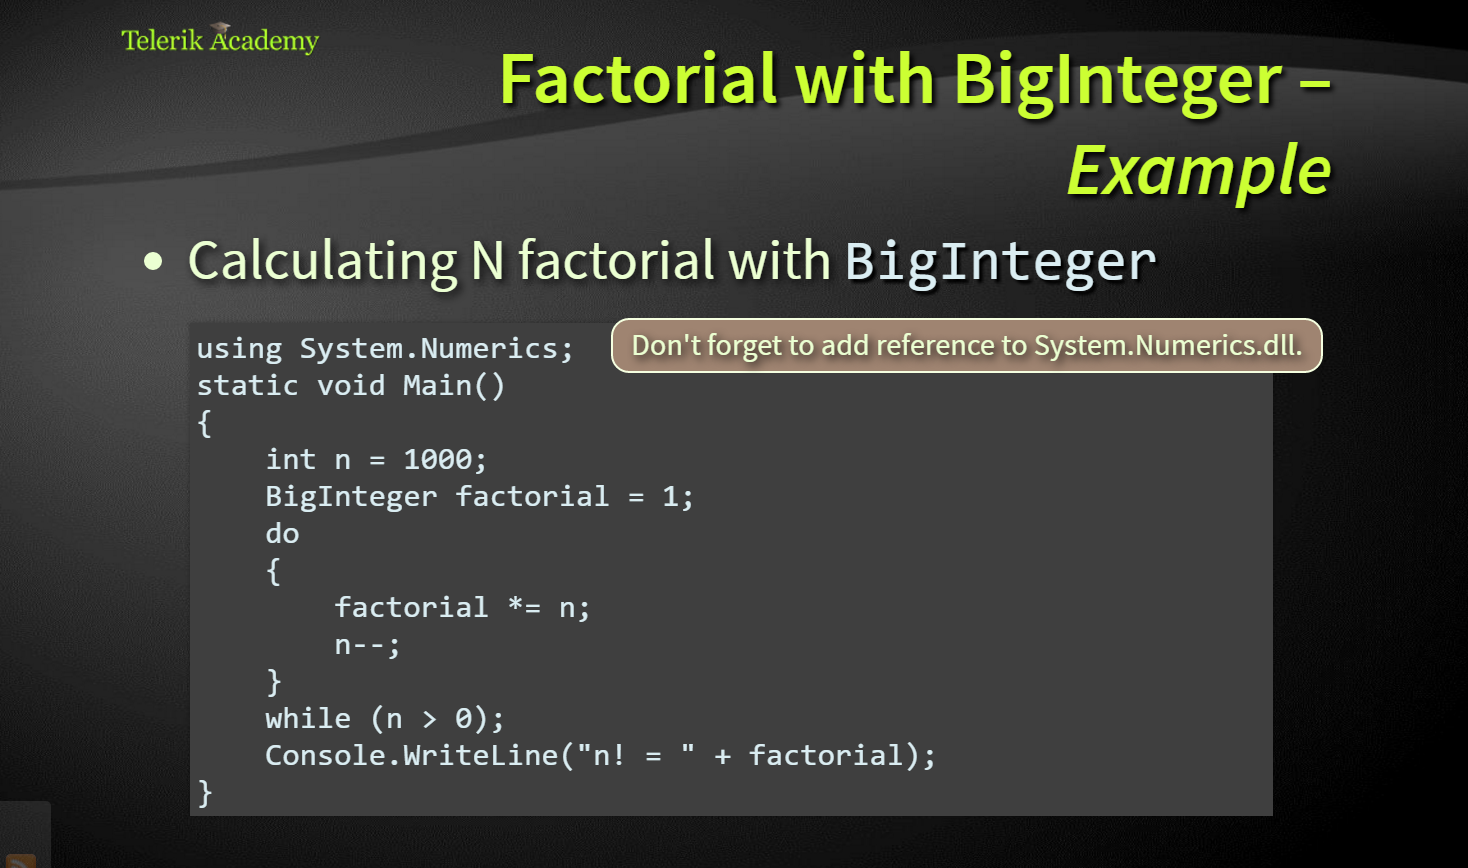 Telerik Academy
Factorial with BigInteger –
Example
• Calculating N factorial with BigInteger
using System.Numerics;
Don't forget to add reference to System.Numerics.dll.
static void Main()
{
    int n = 1000;
    BigInteger factorial = 1;
    do
    {
        factorial *= n;
        n--;
    }
    while (n > 0);
    Console.WriteLine("n! = " + factorial);
}